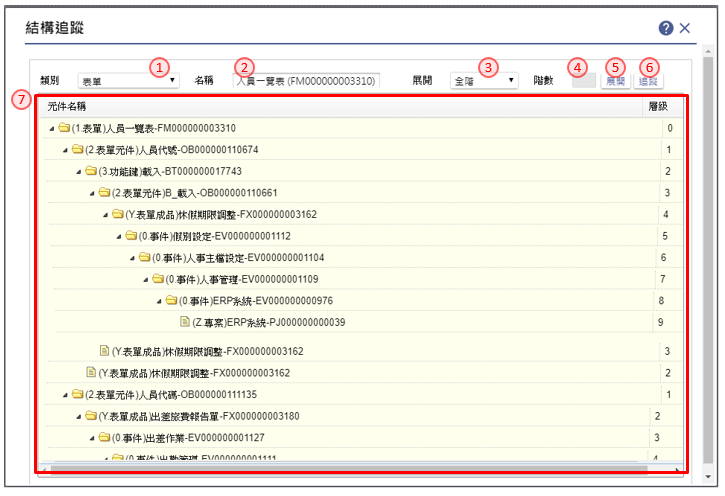 結構追蹤
類別 表單 1 名稱 2 人員一覽表 (FM000000003310) 展開 全階 3 階數 4 展開 5 追蹤 6
7
元件名稱 層級
(1.表單)人員一覽表-FM000000003310 0
(2.表單元件)人員代號-OB000000110674 1
(3.功能鍵)載入-BT000000017743 2
(2.表單元件)B_載入-OB000000110661 3
(Y.表單成品)休假期限調整-FX000000003162 4
(0.事件)假別設定-EV000000001112 5
(0.事件)人事主檔設定-EV000000001104 6
(0.事件)人事管理-EV000000001109 7
(0.事件)ERP系統-EV000000000976 8
(Z.專案)ERP系統-PJ000000000039 9
(Y.表單成品)休假期限調整-FX000000003162 3
(Y.表單成品)休假期限調整-FX000000003162 2
(2.表單元件)人員代碼-OB000000111135 1
(Y.表單成品)出差旅費報告單-FX000000003180 2
(0.事件)出差作業-EV000000001127 3
(0.事件)出勤管理-EV000000001111 4